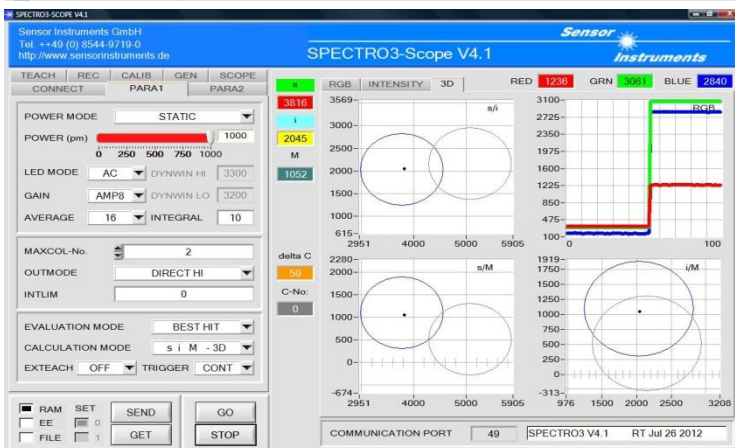 SPECTRO3-SCOPE V4.1
Sensor Instruments GmbH
Tel. ++49 (0) 8544-9719-0
http://www.sensorinstruments.de
SPECTRO3-Scope V4.1
Sensor
Instruments
TEACH REC CALIB GEN SCOPE
CONNECT PARA1 PARA2
POWER MODE STATIC
POWER (pm) 1000
0 250 500 750 1000
LED MODE AC DYNWIN HI 3300
GAIN AMP8 DYNWIN LO 3200
AVERAGE 16 INTEGRAL 10
MAXCOL-No. 2
OUTMODE DIRECT HI
INTLIM 0
EVALUATION MODE BEST HIT
CALCULATION MODE s i M - 3D
EXTEACH OFF TRIGGER CONT
RAM SET SEND GO
EE 0
FILE 1 GET STOP
s
3816
i
2045
M
1052
delta C
59
C-No:
0
RGB INTENSITY 3D RED 1236 GRN 3061 BLUE 2840
s/i
3569-
3000-
2500-
2000-
1500-
1000-
615-
2951 4000 5000 5905
RGB
3100-
2725-
2350-
1975-
1600-
1225-
850-
475-
100-
0 100
s/M
2280-
2000-
1500-
1000-
500-
0-
-674-
2951 4000 5000 5905
i/M
1919-
1750-
1500-
1250-
1000-
750-
500-
250-
0-
-313-
976 1500 2000 2500 3208
COMMUNICATION PORT 49 SPECTRO3 V4.1 RT Jul 26 2012